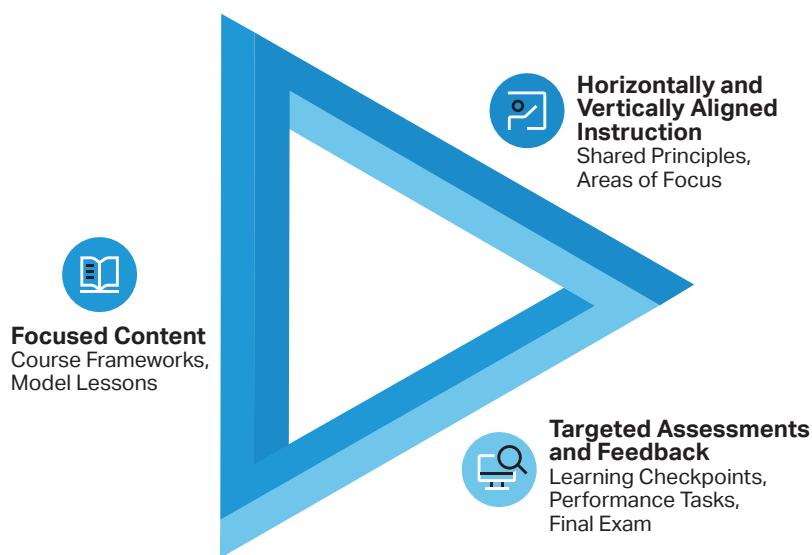 Horizontally and
Vertically Aligned
Instruction
Shared Principles,
Areas of Focus
Focused Content
Course Frameworks,
Model Lessons
Targeted Assessments
and Feedback
Learning Checkpoints,
Performance Tasks,
Final Exam